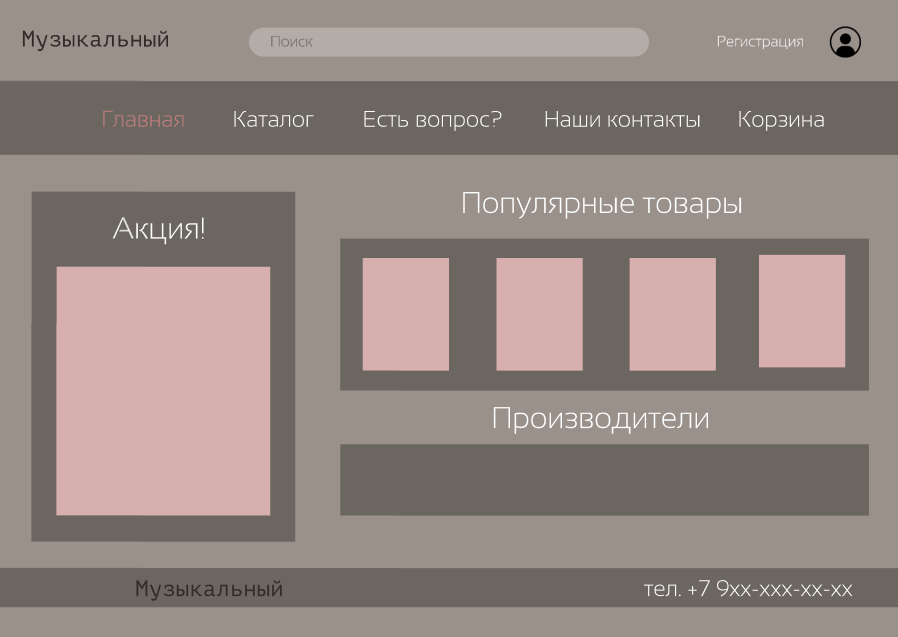 Музыкальный
Поиск
Регистрация
Главная
Каталог
Есть вопрос?
Наши контакты
Корзина
Акция!
Популярные товары
Производители
Музыкальный
тел. +7 9xx-xxx-xx-xx